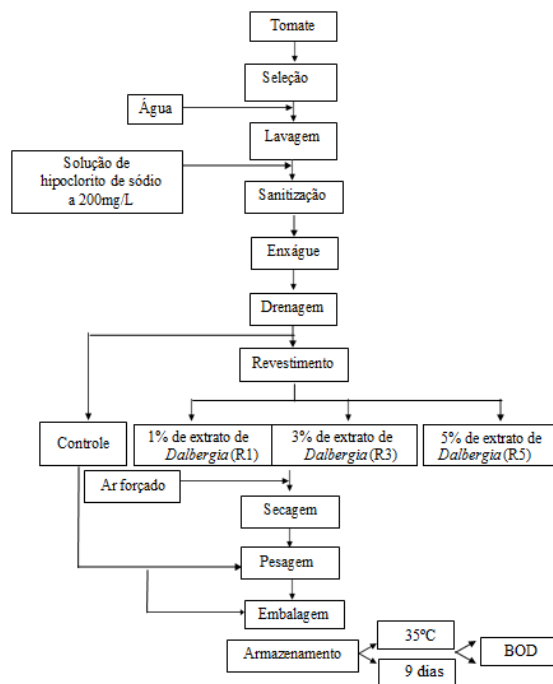 Tomate
Seleção
Água
Lavagem
Solução de
hipoclorito de sódio
a 200mg/L
Sanitização
Enxágue
Drenagem
Revestimento
Controle
1% de extrato de
Dalbergia (R1)
3% de extrato de
Dalbergia (R3)
5% de extrato de
Dalbergia (R5)
Ar forçado
Secagem
Pesagem
Embalagem
Armazenamento
35ºC
9 dias
BOD